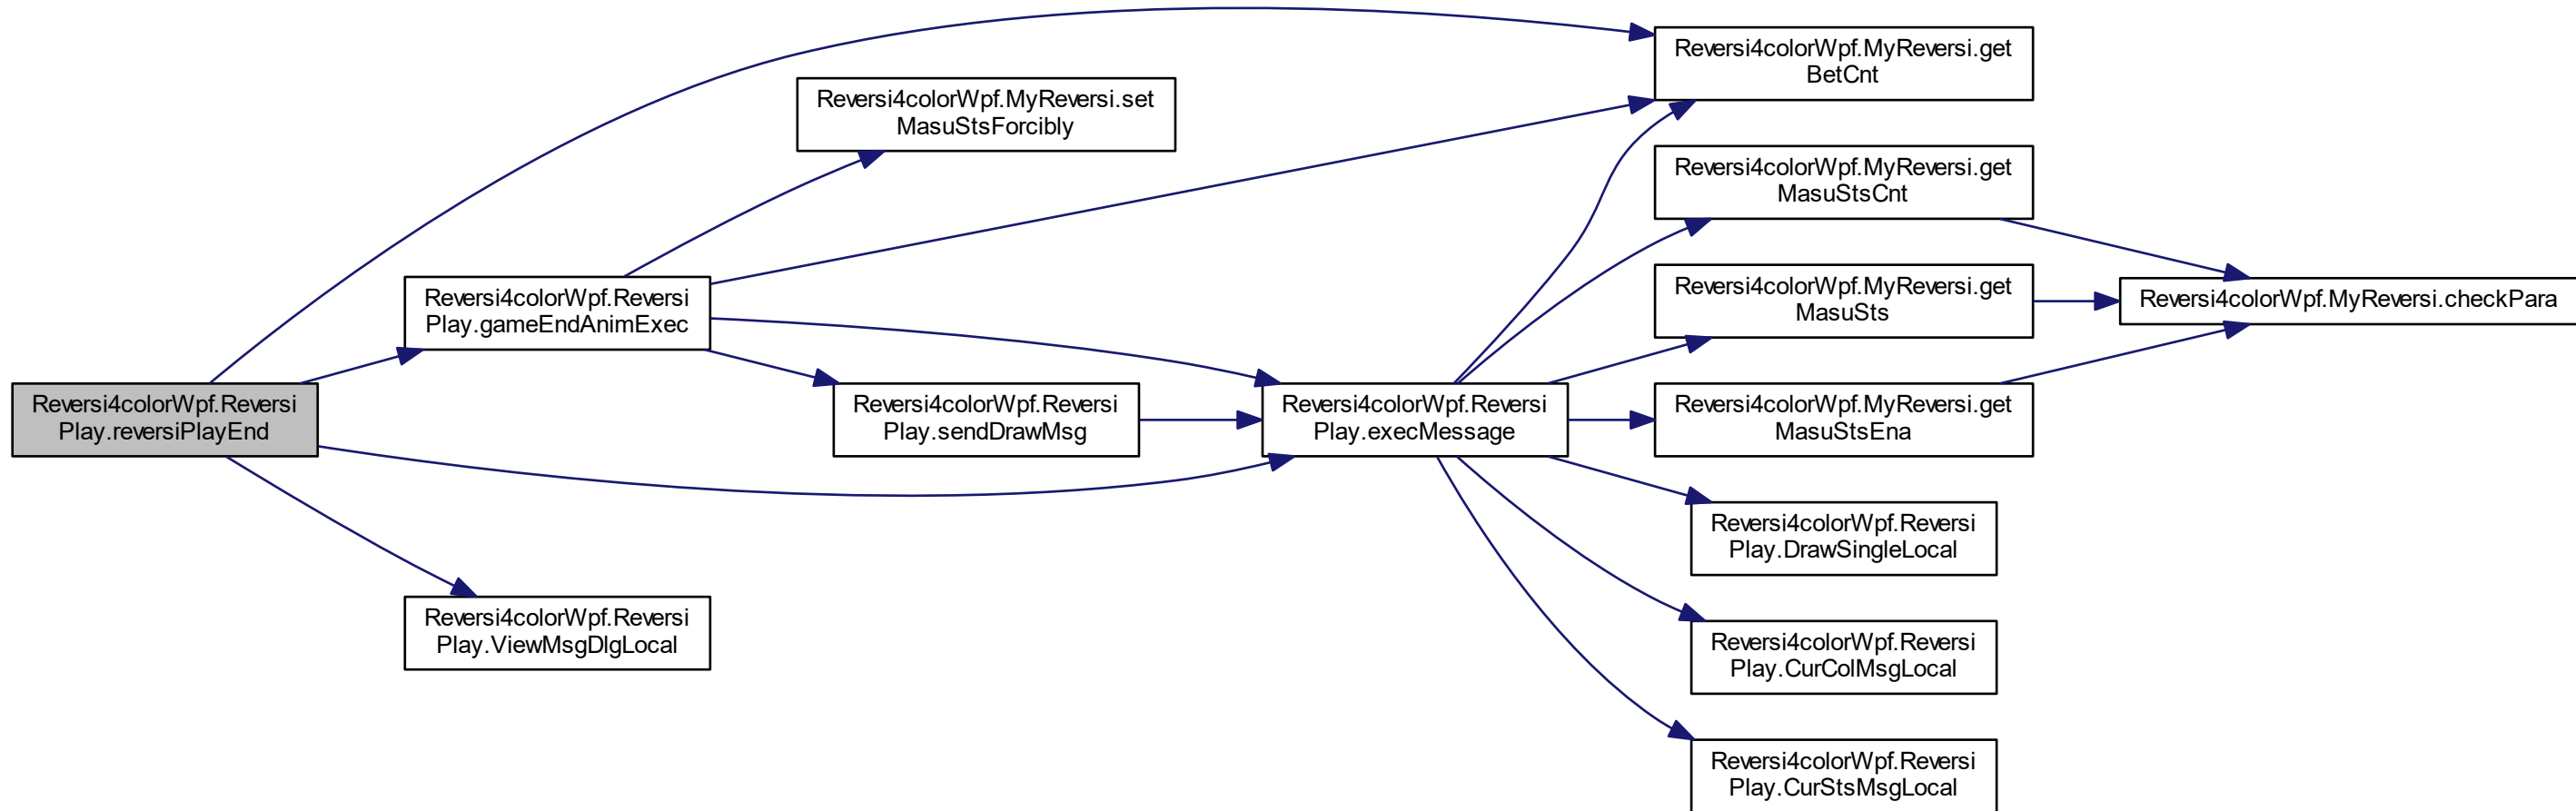 Reversi4colorWpf.Reversi
Play.reversiPlayEnd
Reversi4colorWpf.MyReversi.get
BetCnt
Reversi4colorWpf.Reversi
Play.gameEndAnimExec
Reversi4colorWpf.MyReversi.set
MasuStsForcibly
Reversi4colorWpf.Reversi
Play.execMessage
Reversi4colorWpf.Reversi
Play.sendDrawMsg
Reversi4colorWpf.MyReversi.get
MasuStsCnt
Reversi4colorWpf.MyReversi.get
MasuSts
Reversi4colorWpf.MyReversi.get
MasuStsEna
Reversi4colorWpf.MyReversi.checkPara
Reversi4colorWpf.Reversi
Play.DrawSingleLocal
Reversi4colorWpf.Reversi
Play.CurColMsgLocal
Reversi4colorWpf.Reversi
Play.CurStsMsgLocal
Reversi4colorWpf.Reversi
Play.ViewMsgDlgLocal